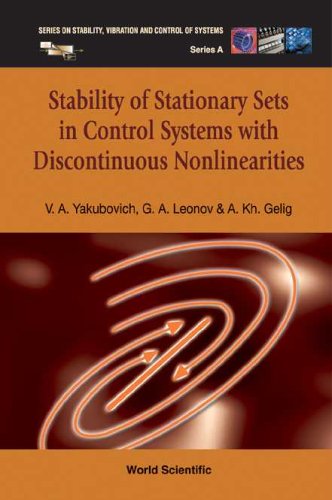 SERIES ON STABILITY, VIBRATION AND CONTROL OF SYSTEMS
Series A
Stability of Stationary Sets
in Control Systems with
Discontinuous Nonlinearities
V. A. Yakubovich, G. A. Leonov & A. Kh. Gelig
World Scientific